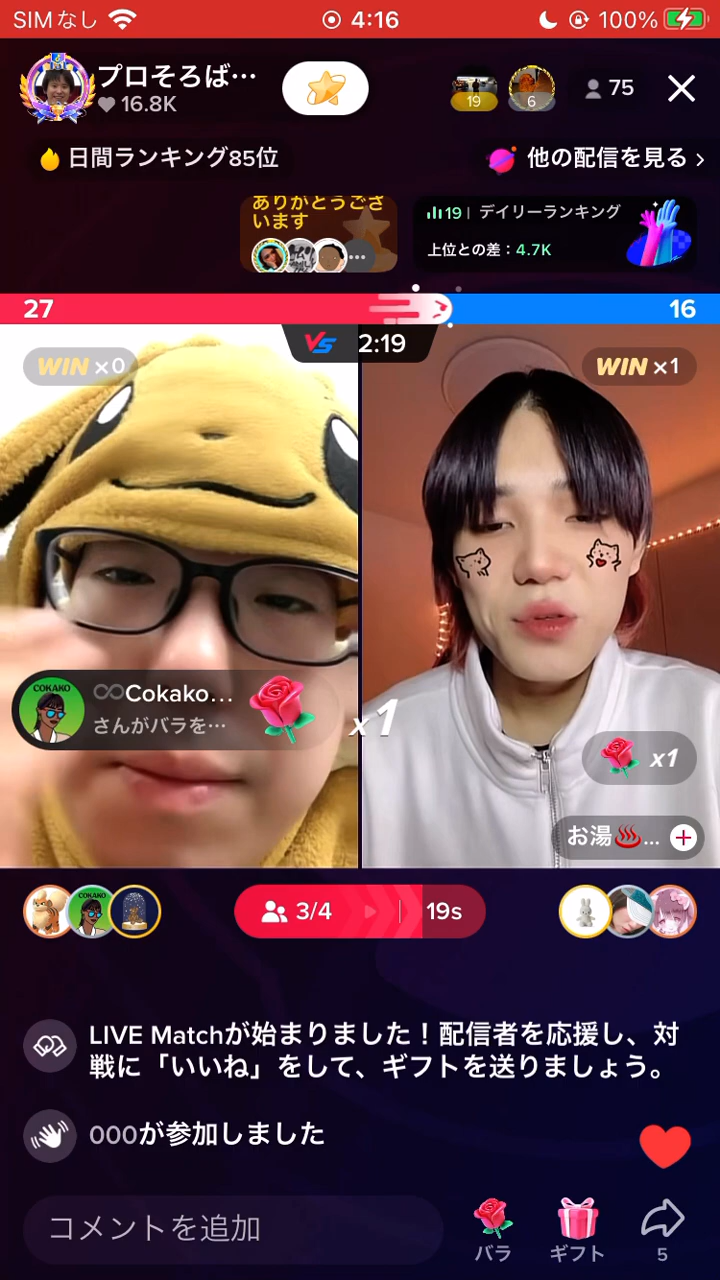 SIMなし
4:16
100%
プロそろば…
16.8K
19
6
75
日間ランキング85位
他の配信を見る
ありがとうござ
います
19 | デイリーランキング
上位との差：4.7K
27
16
VS 2:19
WIN x0
WIN x1
COKAKO
∞Cokako…
さんがバラを…
x1
x1
お湯♨️…
COKAKO
3/4
19s
LIVE Matchが始まりました！配信者を応援し、対
戦に「いいね」をして、ギフトを送りましょう。
000が参加しました
コメントを追加
バラ
ギフト
5